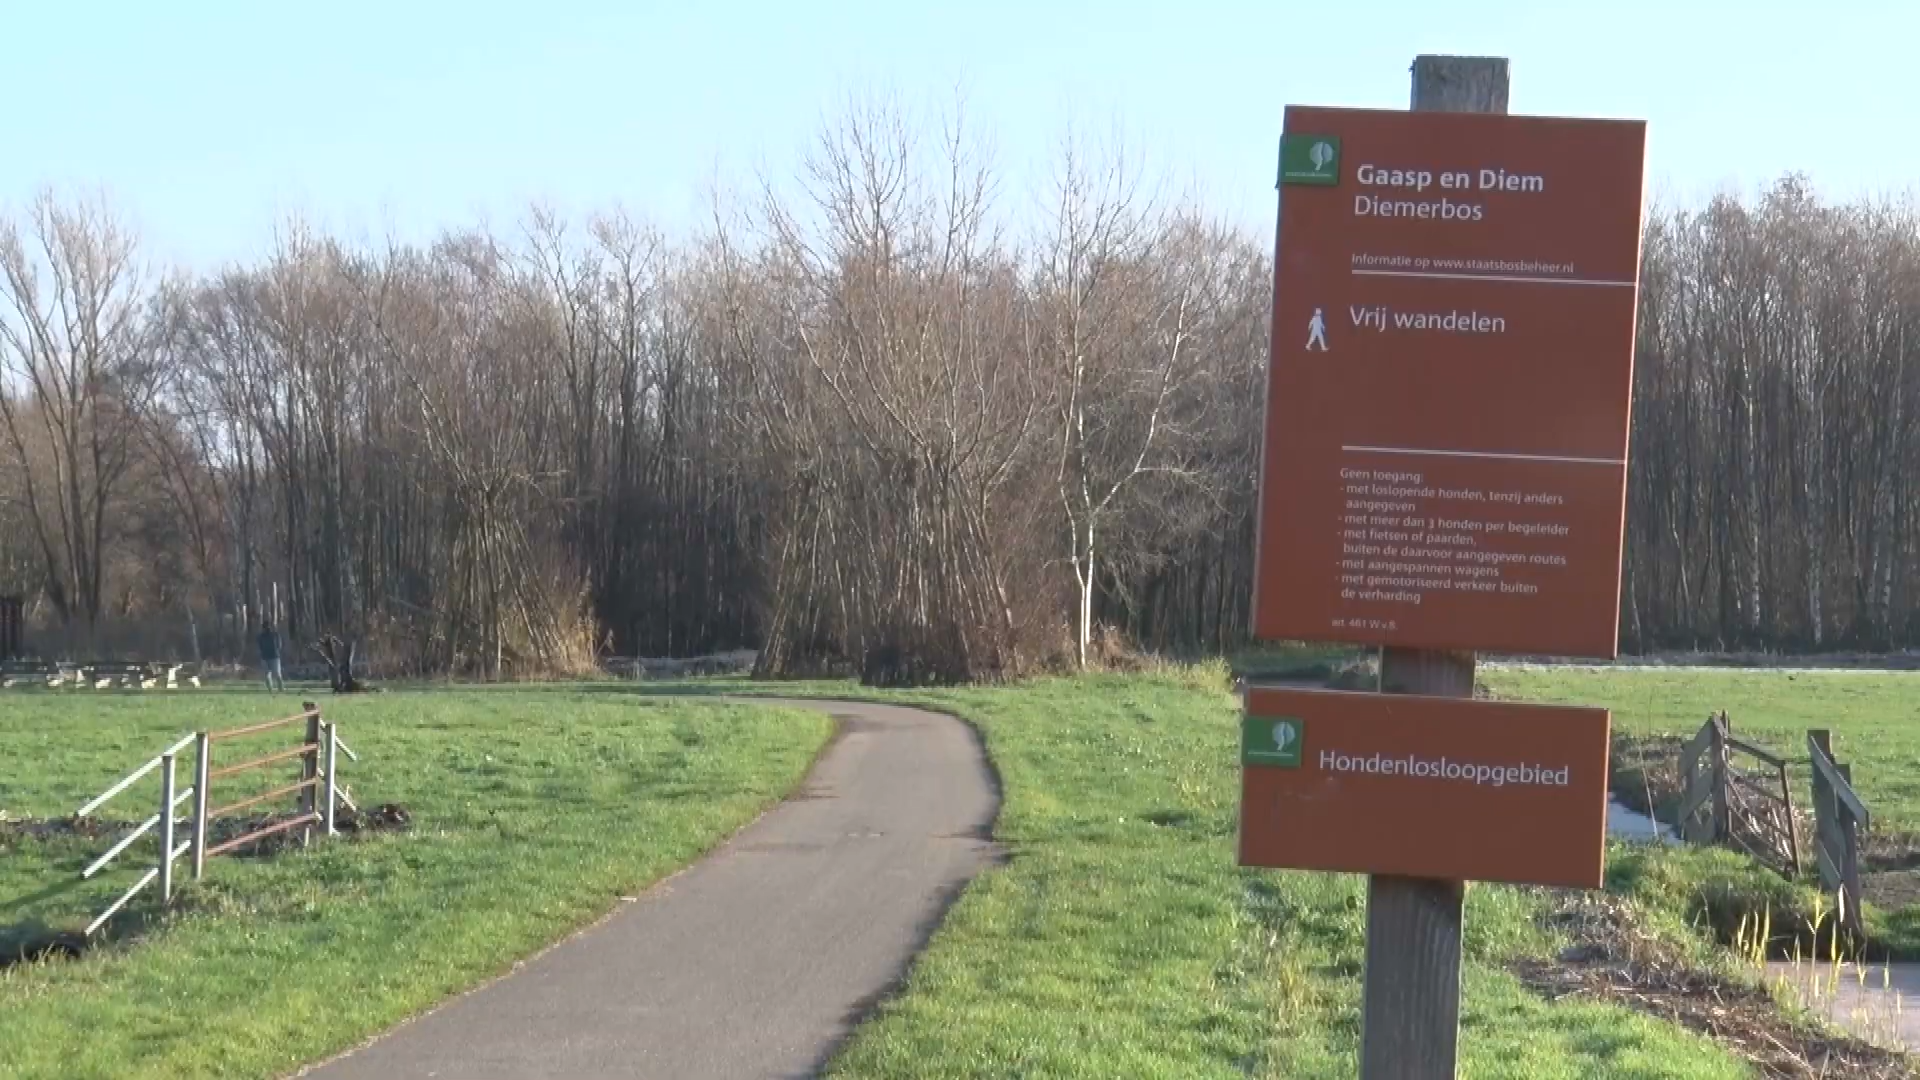 Gaasp en Diem
Diemerbos
Informatie op www.staatsbosbeheer.nl
Vrij wandelen
Geen toegang:
- met loslopende honden, tenzij anders
aangegeven
- met meer dan 3 honden per begeleider
- met fietsen of paarden,
buiten de daarvoor aangegeven routes
- met aangespannen wagens
- met gemotoriseerd verkeer buiten
de verharding
art. 461 W.v.S.
Hondenlosloopgebied